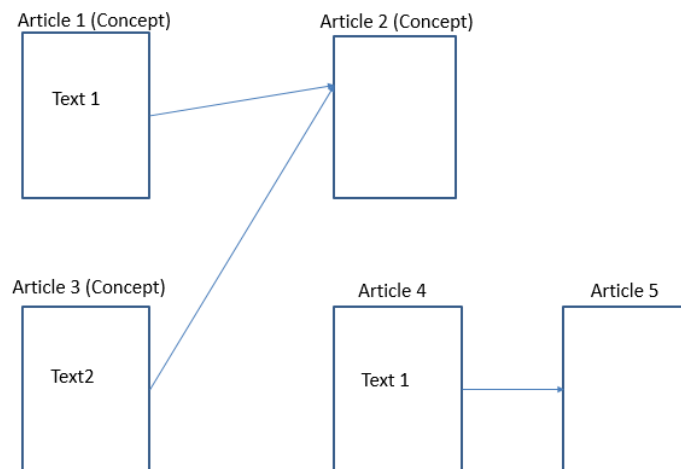 Article 1 (Concept)
Article 2 (Concept)
Text 1
Article 3 (Concept)
Article 4
Article 5
Text2
Text 1